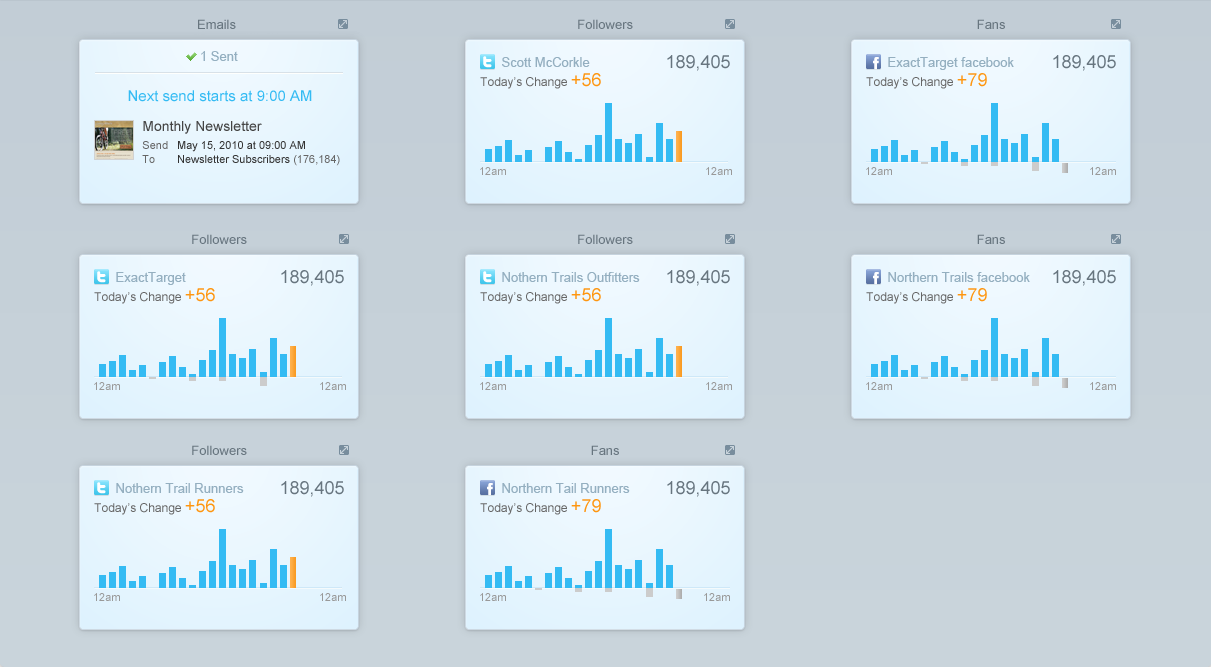 Emails
1 Sent
Next send starts at 9:00 AM
Monthly Newsletter
Send May 15, 2010 at 09:00 AM
To Newsletter Subscribers (176,184)
Followers
Scott McCorkle 189,405
Today's Change +56
12am 12am
Fans
ExactTarget facebook 189,405
Today's Change +79
12am 12am
Followers
ExactTarget 189,405
Today's Change +56
12am 12am
Followers
Nothern Trails Outfitters 189,405
Today's Change +56
12am 12am
Fans
Northern Trails facebook 189,405
Today's Change +79
12am 12am
Followers
Nothern Trail Runners 189,405
Today's Change +56
12am 12am
Fans
Northern Tail Runners 189,405
Today's Change +79
12am 12am